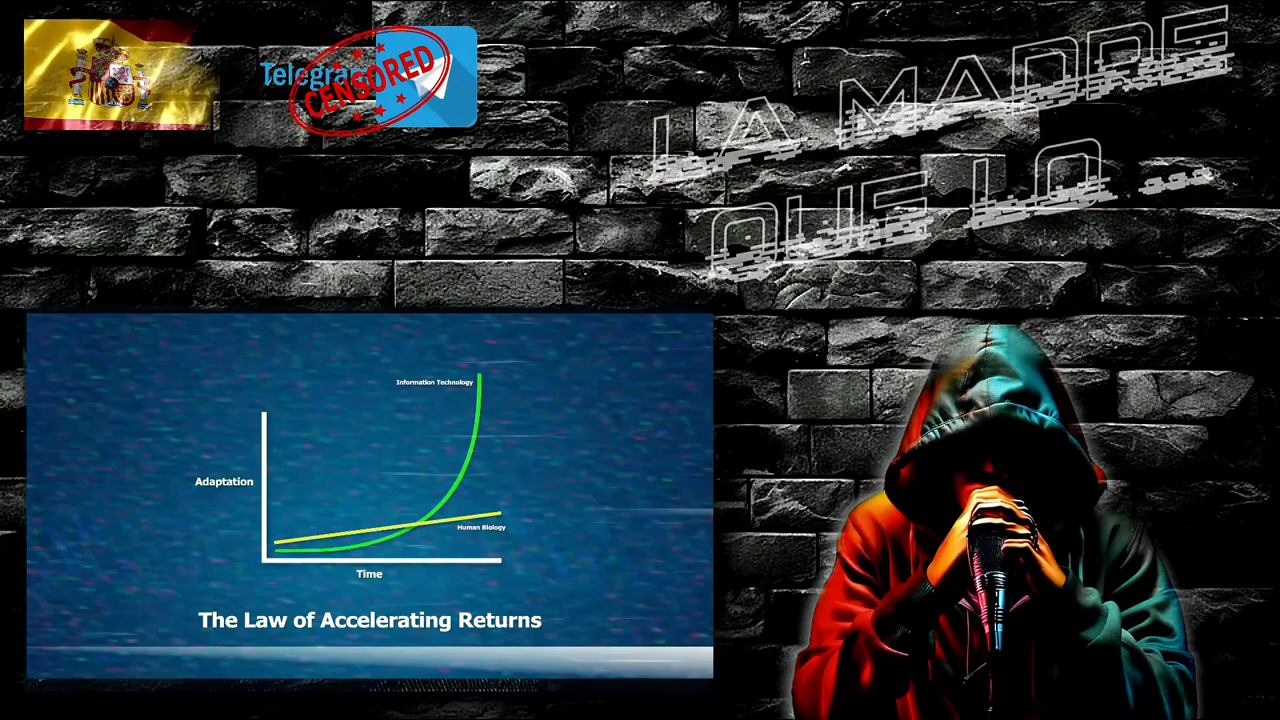 Telegra
CENSORED
LA MADRE
QUE LO ...
Information Technology
Adaptation
Human Biology
Time
The Law of Accelerating Returns